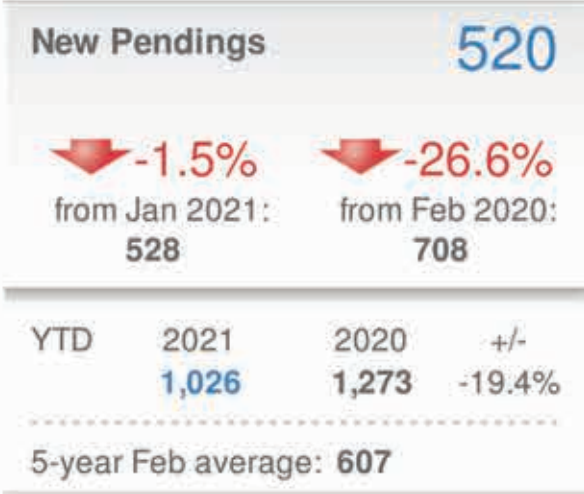 New Pendings 520
-1.5% -26.6%
from Jan 2021: from Feb 2020:
528 708
YTD 2021 2020 +/-
1,026 1,273 -19.4%
5-year Feb average: 607